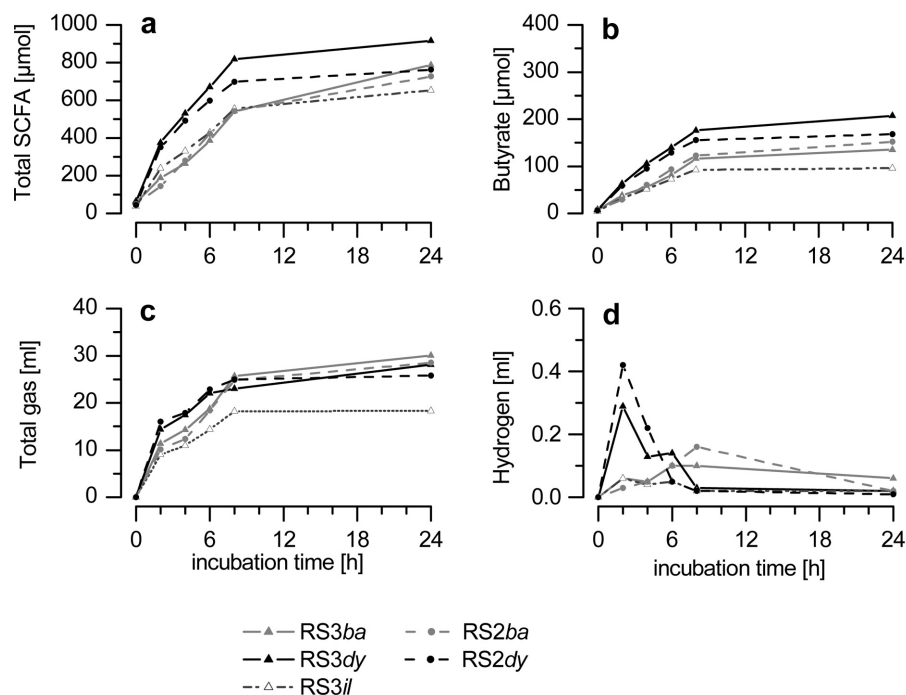 a
Total SCFA [µmol]
1000
800
600
400
200
0
0 6 12 18 24
b
Butyrate [µmol]
400
300
200
100
0
0 6 12 18 24
c
Total gas [ml]
40
30
20
10
0
0 6 12 18 24
incubation time [h]
d
Hydrogen [ml]
0.6
0.4
0.2
0.0
0 6 12 18 24
incubation time [h]
RS3ba RS2ba
RS3dy RS2dy
RS3il